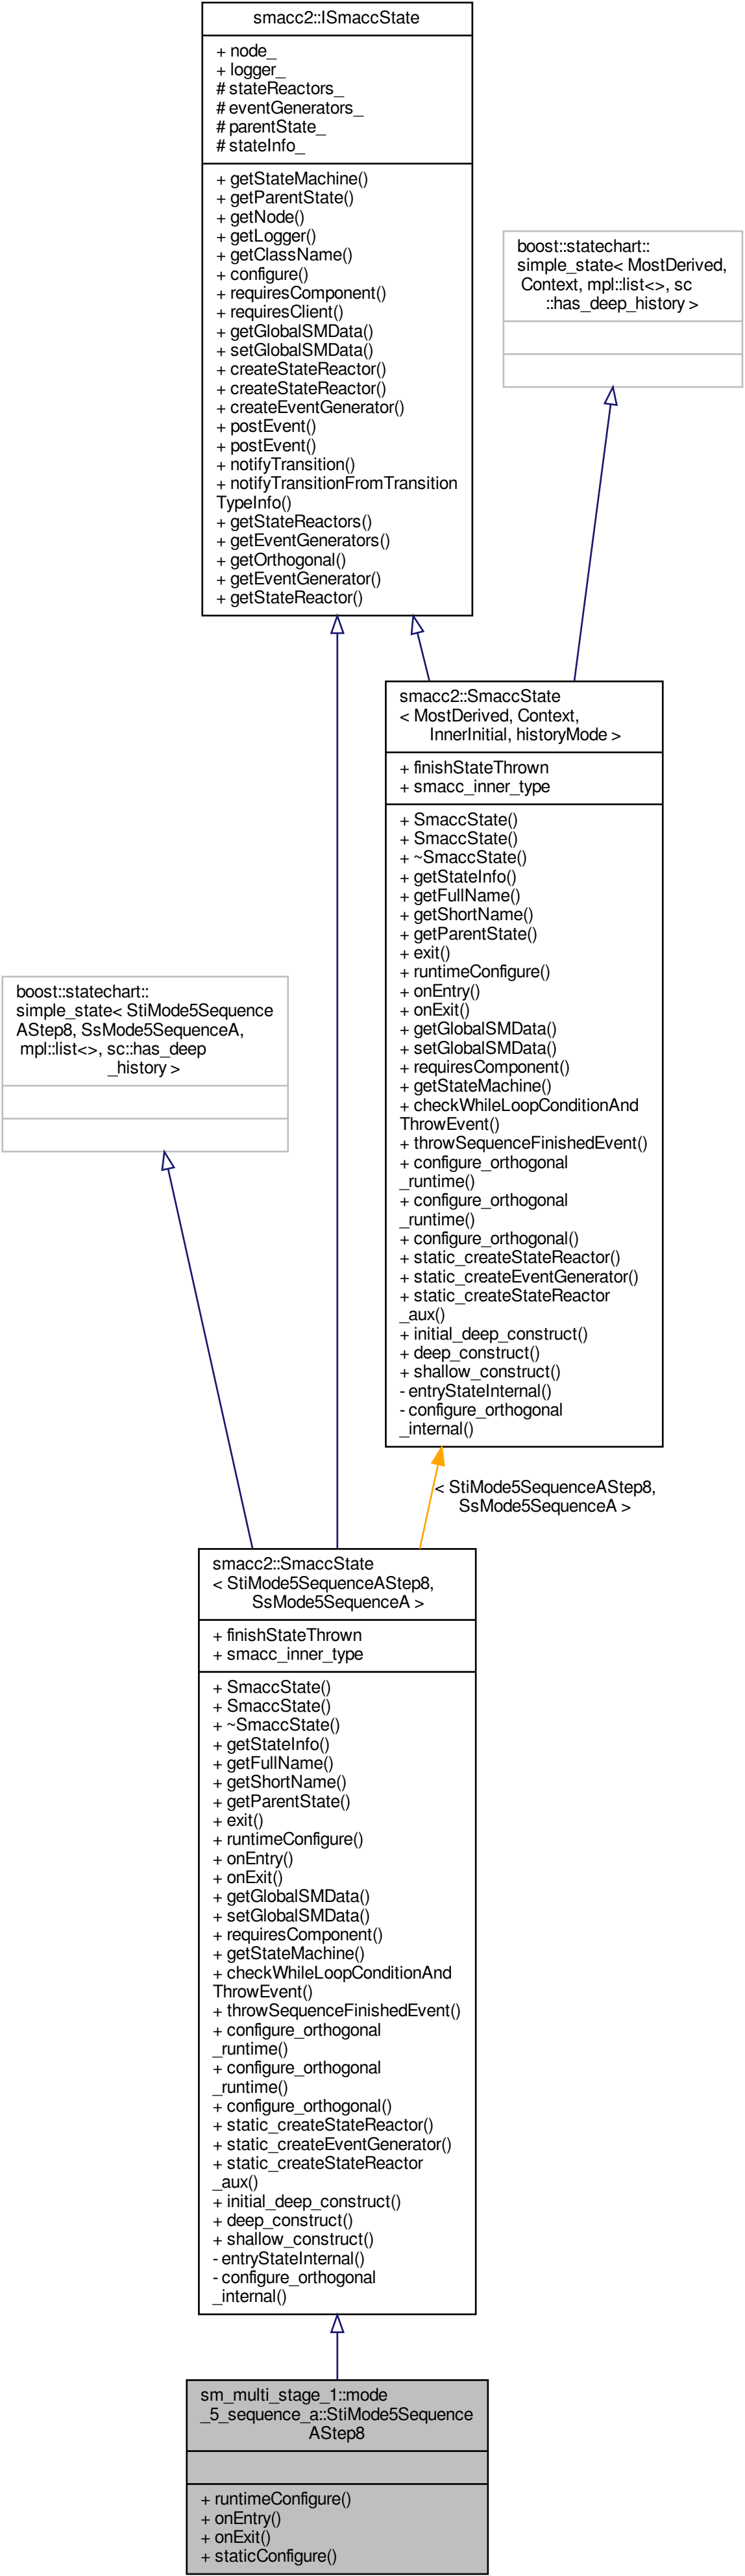 smacc2::ISmaccState
+ node_
+ logger_
# stateReactors_
# eventGenerators_
# parentState_
# stateInfo_
+ getStateMachine()
+ getParentState()
+ getNode()
+ getLogger()
+ getClassName()
+ configure()
+ requiresComponent()
+ requiresClient()
+ getGlobalSMData()
+ setGlobalSMData()
+ createStateReactor()
+ createStateReactor()
+ createEventGenerator()
+ postEvent()
+ postEvent()
+ notifyTransition()
+ notifyTransitionFromTransition
TypeInfo()
+ getStateReactors()
+ getEventGenerators()
+ getOrthogonal()
+ getEventGenerator()
+ getStateReactor()
boost::statechart::
simple_state< MostDerived,
Context, mpl::list<>, sc
::has_deep_history >
smacc2::SmaccState
< MostDerived, Context,
InnerInitial, historyMode >
+ finishStateThrown
+ smacc_inner_type
+ SmaccState()
+ SmaccState()
+ ~SmaccState()
+ getStateInfo()
+ getFullName()
+ getShortName()
+ getParentState()
+ exit()
+ runtimeConfigure()
+ onEntry()
+ onExit()
+ getGlobalSMData()
+ setGlobalSMData()
+ requiresComponent()
+ getStateMachine()
+ checkWhileLoopConditionAnd
ThrowEvent()
+ throwSequenceFinishedEvent()
+ configure_orthogonal
_runtime()
+ configure_orthogonal
_runtime()
+ configure_orthogonal()
+ static_createStateReactor()
+ static_createEventGenerator()
+ static_createStateReactor
_aux()
+ initial_deep_construct()
+ deep_construct()
+ shallow_construct()
- entryStateInternal()
- configure_orthogonal
_internal()
boost::statechart::
simple_state< StiMode5Sequence
AStep8, SsMode5SequenceA,
mpl::list<>, sc::has_deep
_history >
< StiMode5SequenceAStep8,
SsMode5SequenceA >
smacc2::SmaccState
< StiMode5SequenceAStep8,
SsMode5SequenceA >
+ finishStateThrown
+ smacc_inner_type
+ SmaccState()
+ SmaccState()
+ ~SmaccState()
+ getStateInfo()
+ getFullName()
+ getShortName()
+ getParentState()
+ exit()
+ runtimeConfigure()
+ onEntry()
+ onExit()
+ getGlobalSMData()
+ setGlobalSMData()
+ requiresComponent()
+ getStateMachine()
+ checkWhileLoopConditionAnd
ThrowEvent()
+ throwSequenceFinishedEvent()
+ configure_orthogonal
_runtime()
+ configure_orthogonal
_runtime()
+ configure_orthogonal()
+ static_createStateReactor()
+ static_createEventGenerator()
+ static_createStateReactor
_aux()
+ initial_deep_construct()
+ deep_construct()
+ shallow_construct()
- entryStateInternal()
- configure_orthogonal
_internal()
sm_multi_stage_1::mode
_5_sequence_a::StiMode5Sequence
AStep8
+ runtimeConfigure()
+ onEntry()
+ onExit()
+ staticConfigure()